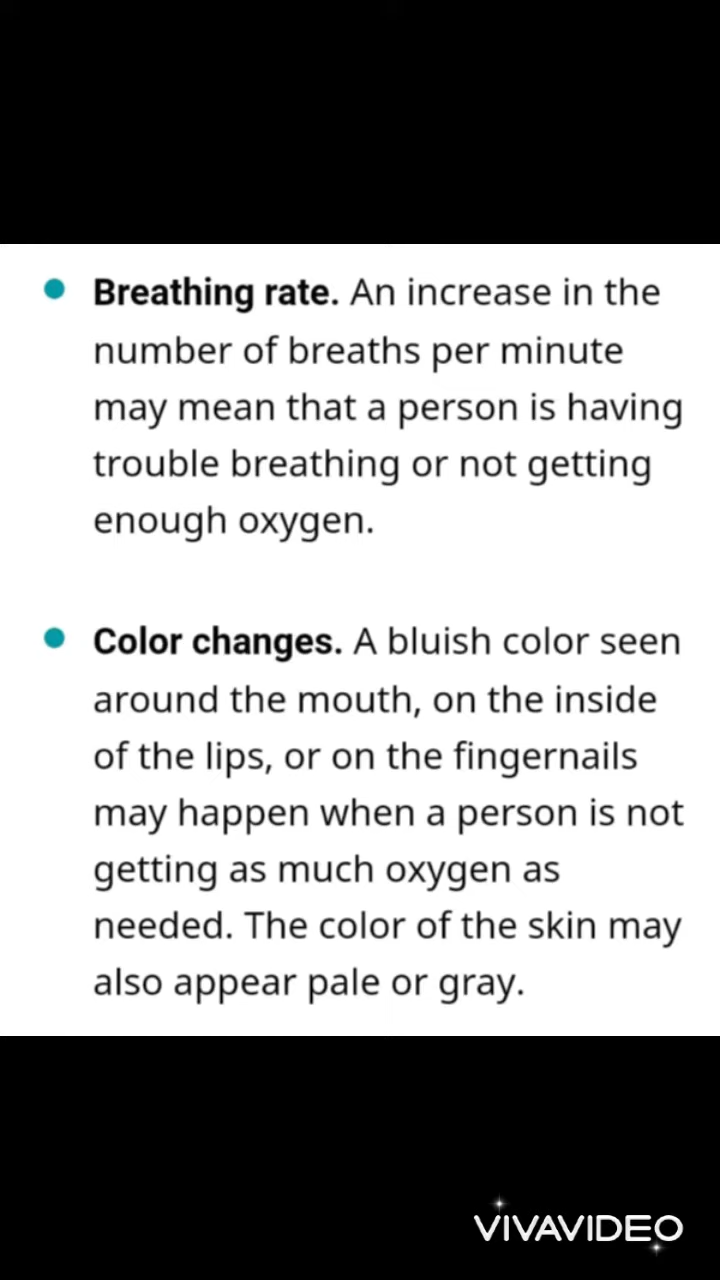 Breathing rate. An increase in the
number of breaths per minute
may mean that a person is having
trouble breathing or not getting
enough oxygen.
Color changes. A bluish color seen
around the mouth, on the inside
of the lips, or on the fingernails
may happen when a person is not
getting as much oxygen as
needed. The color of the skin may
also appear pale or gray.
VIVAVIDEO